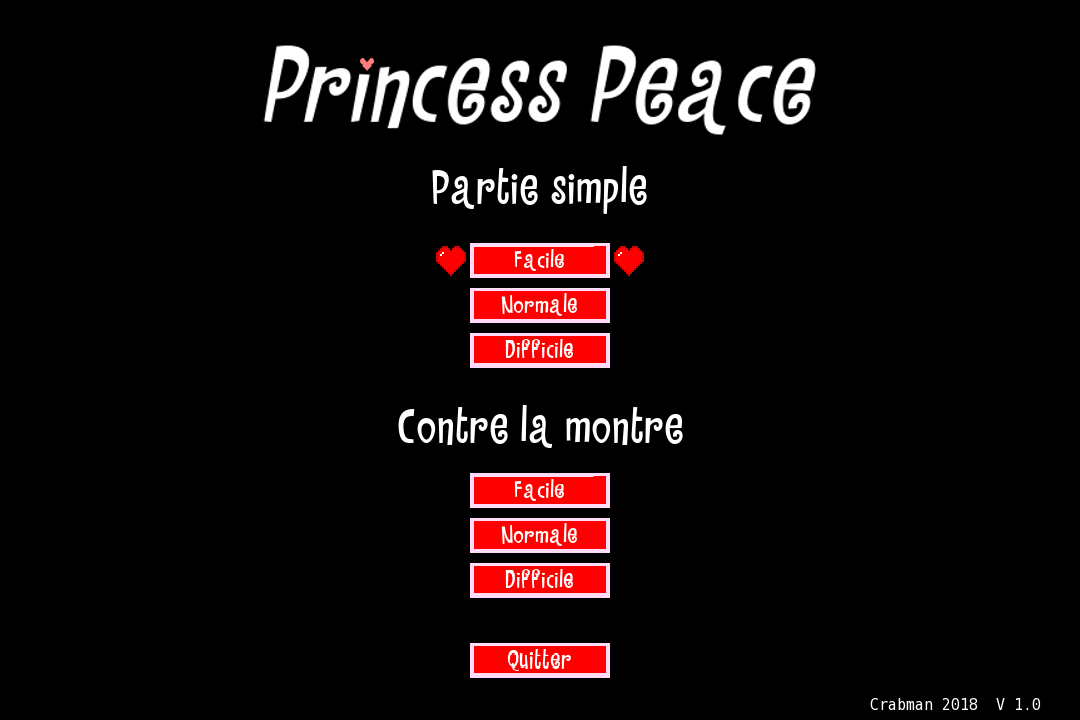 Princess Peace
Partie simple
Facile
Normale
Difficile
Contre la montre
Facile
Normale
Difficile
Quitter
Crabman 2018  V 1.0